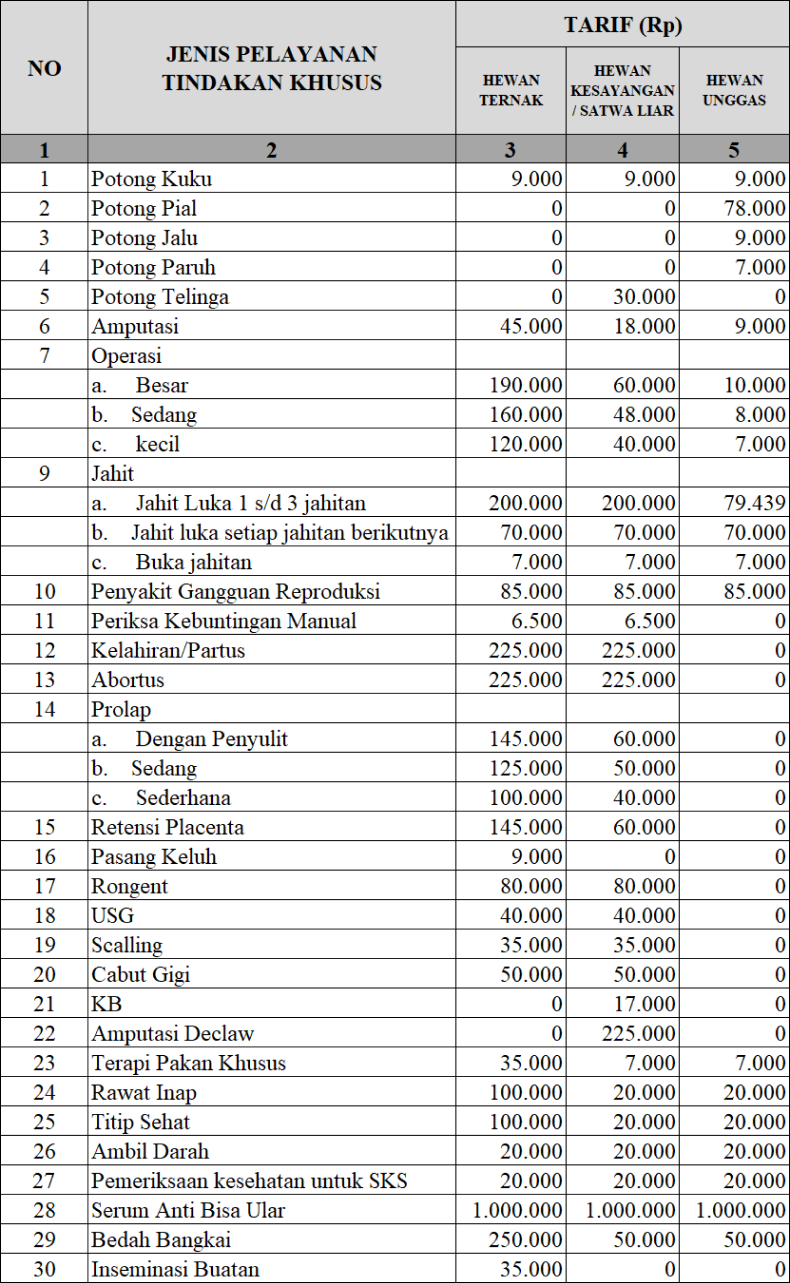 NO
JENIS PELAYANAN
TINDAKAN KHUSUS
TARIF (Rp)
HEWAN
TERNAK
HEWAN
KESAYANGAN
/ SATWA LIAR
HEWAN
UNGGAS
1 2 3 4 5
1 Potong Kuku 9.000 9.000 9.000
2 Potong Pial 0 0 78.000
3 Potong Jalu 0 0 9.000
4 Potong Paruh 0 0 7.000
5 Potong Telinga 0 30.000 0
6 Amputasi 45.000 18.000 9.000
7 Operasi
a. Besar 190.000 60.000 10.000
b. Sedang 160.000 48.000 8.000
c. kecil 120.000 40.000 7.000
9 Jahit
a. Jahit Luka 1 s/d 3 jahitan 200.000 200.000 79.439
b. Jahit luka setiap jahitan berikutnya 70.000 70.000 70.000
c. Buka jahitan 7.000 7.000 7.000
10 Penyakit Gangguan Reproduksi 85.000 85.000 85.000
11 Periksa Kebuntingan Manual 6.500 6.500 0
12 Kelahiran/Partus 225.000 225.000 0
13 Abortus 225.000 225.000 0
14 Prolap
a. Dengan Penyulit 145.000 60.000 0
b. Sedang 125.000 50.000 0
c. Sederhana 100.000 40.000 0
15 Retensi Placenta 145.000 60.000 0
16 Pasang Keluh 9.000 0 0
17 Rongent 80.000 80.000 0
18 USG 40.000 40.000 0
19 Scalling 35.000 35.000 0
20 Cabut Gigi 50.000 50.000 0
21 KB 0 17.000 0
22 Amputasi Declaw 0 225.000 0
23 Terapi Pakan Khusus 35.000 7.000 7.000
24 Rawat Inap 100.000 20.000 20.000
25 Titip Sehat 100.000 20.000 20.000
26 Ambil Darah 20.000 20.000 20.000
27 Pemeriksaan kesehatan untuk SKS 20.000 20.000 20.000
28 Serum Anti Bisa Ular 1.000.000 1.000.000 1.000.000
29 Bedah Bangkai 250.000 50.000 50.000
30 Inseminasi Buatan 35.000 0 0